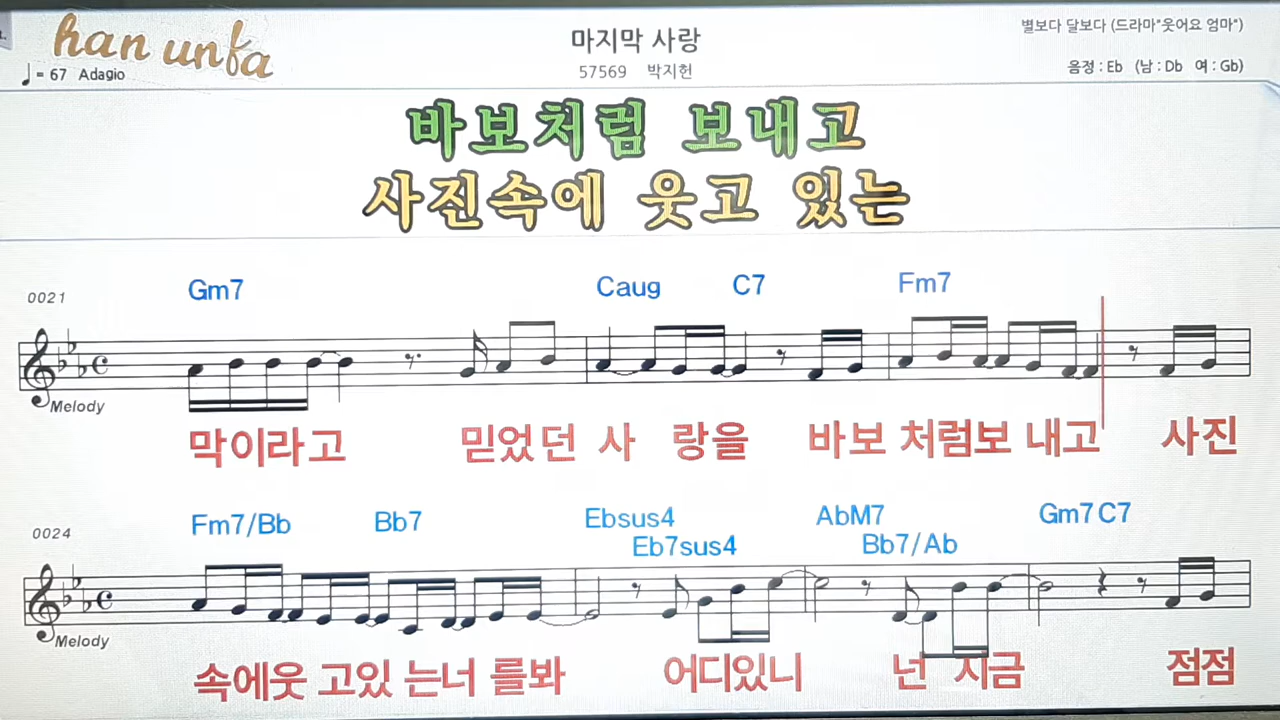 han unfa
♩ = 67 Adagio
마지막 사랑
57569 박지헌
별보다 달보다 (드라마"웃어요 엄마")
음정 : Eb (남 : Db 여 : Gb)
바보처럼 보내고
사진속에 웃고 있는
0021
Gm7 Caug C7 Fm7
Melody
막이라고 믿었던 사 랑을 바보 처럼보 내고 사진
0024
Fm7/Bb Bb7 Ebsus4 AbM7 Gm7 C7
Eb7sus4 Bb7/Ab
Melody
속에웃 고있 는너 를봐 어디있니 넌 지금 점점